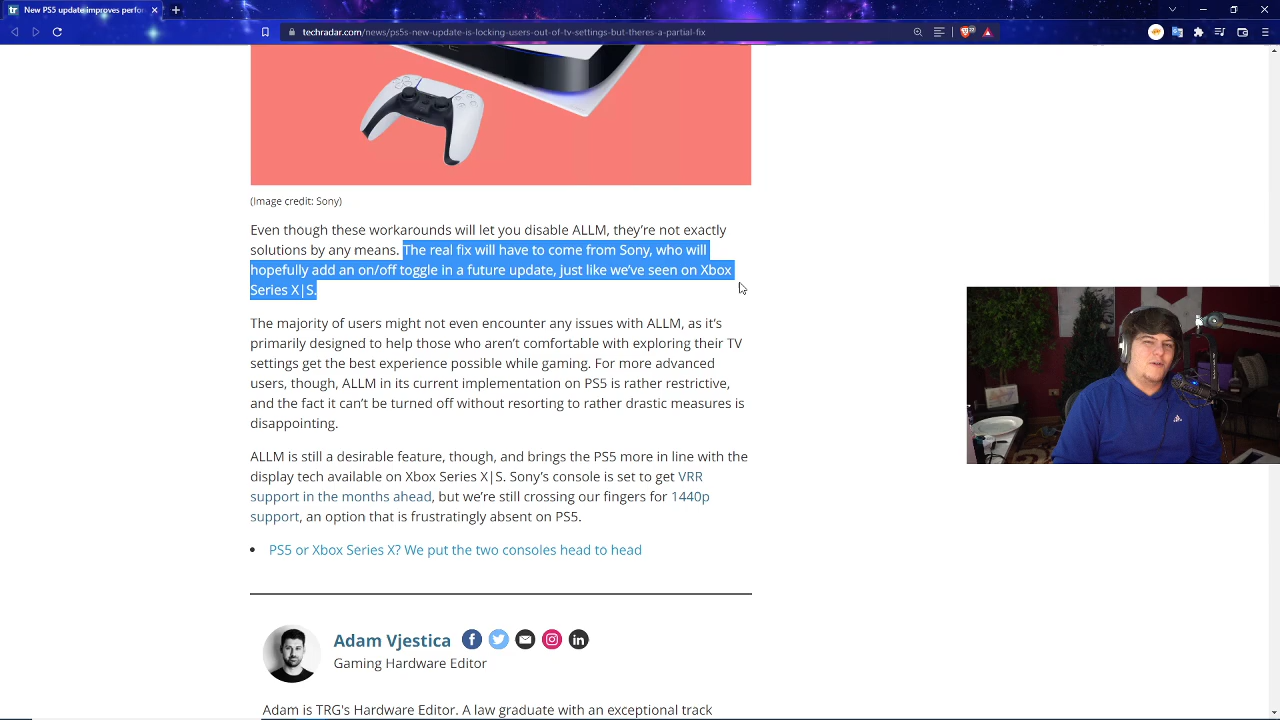 tr New PS5 update improves perfor
techradar.com/news/ps5s-new-update-is-locking-users-out-of-tv-settings-but-theres-a-partial-fix
(Image credit: Sony)
Even though these workarounds will let you disable ALLM, they’re not exactly
solutions by any means. The real fix will have to come from Sony, who will
hopefully add an on/off toggle in a future update, just like we’ve seen on Xbox
Series X|S.
The majority of users might not even encounter any issues with ALLM, as it’s
primarily designed to help those who aren’t comfortable with exploring their TV
settings get the best experience possible while gaming. For more advanced
users, though, ALLM in its current implementation on PS5 is rather restrictive,
and the fact it can’t be turned off without resorting to rather drastic measures is
disappointing.
ALLM is still a desirable feature, though, and brings the PS5 more in line with the
display tech available on Xbox Series X|S. Sony’s console is set to get VRR
support in the months ahead, but we’re still crossing our fingers for 1440p
support, an option that is frustratingly absent on PS5.
• PS5 or Xbox Series X? We put the two consoles head to head
Adam Vjestica
Gaming Hardware Editor
Adam is TRG's Hardware Editor. A law graduate with an exceptional track